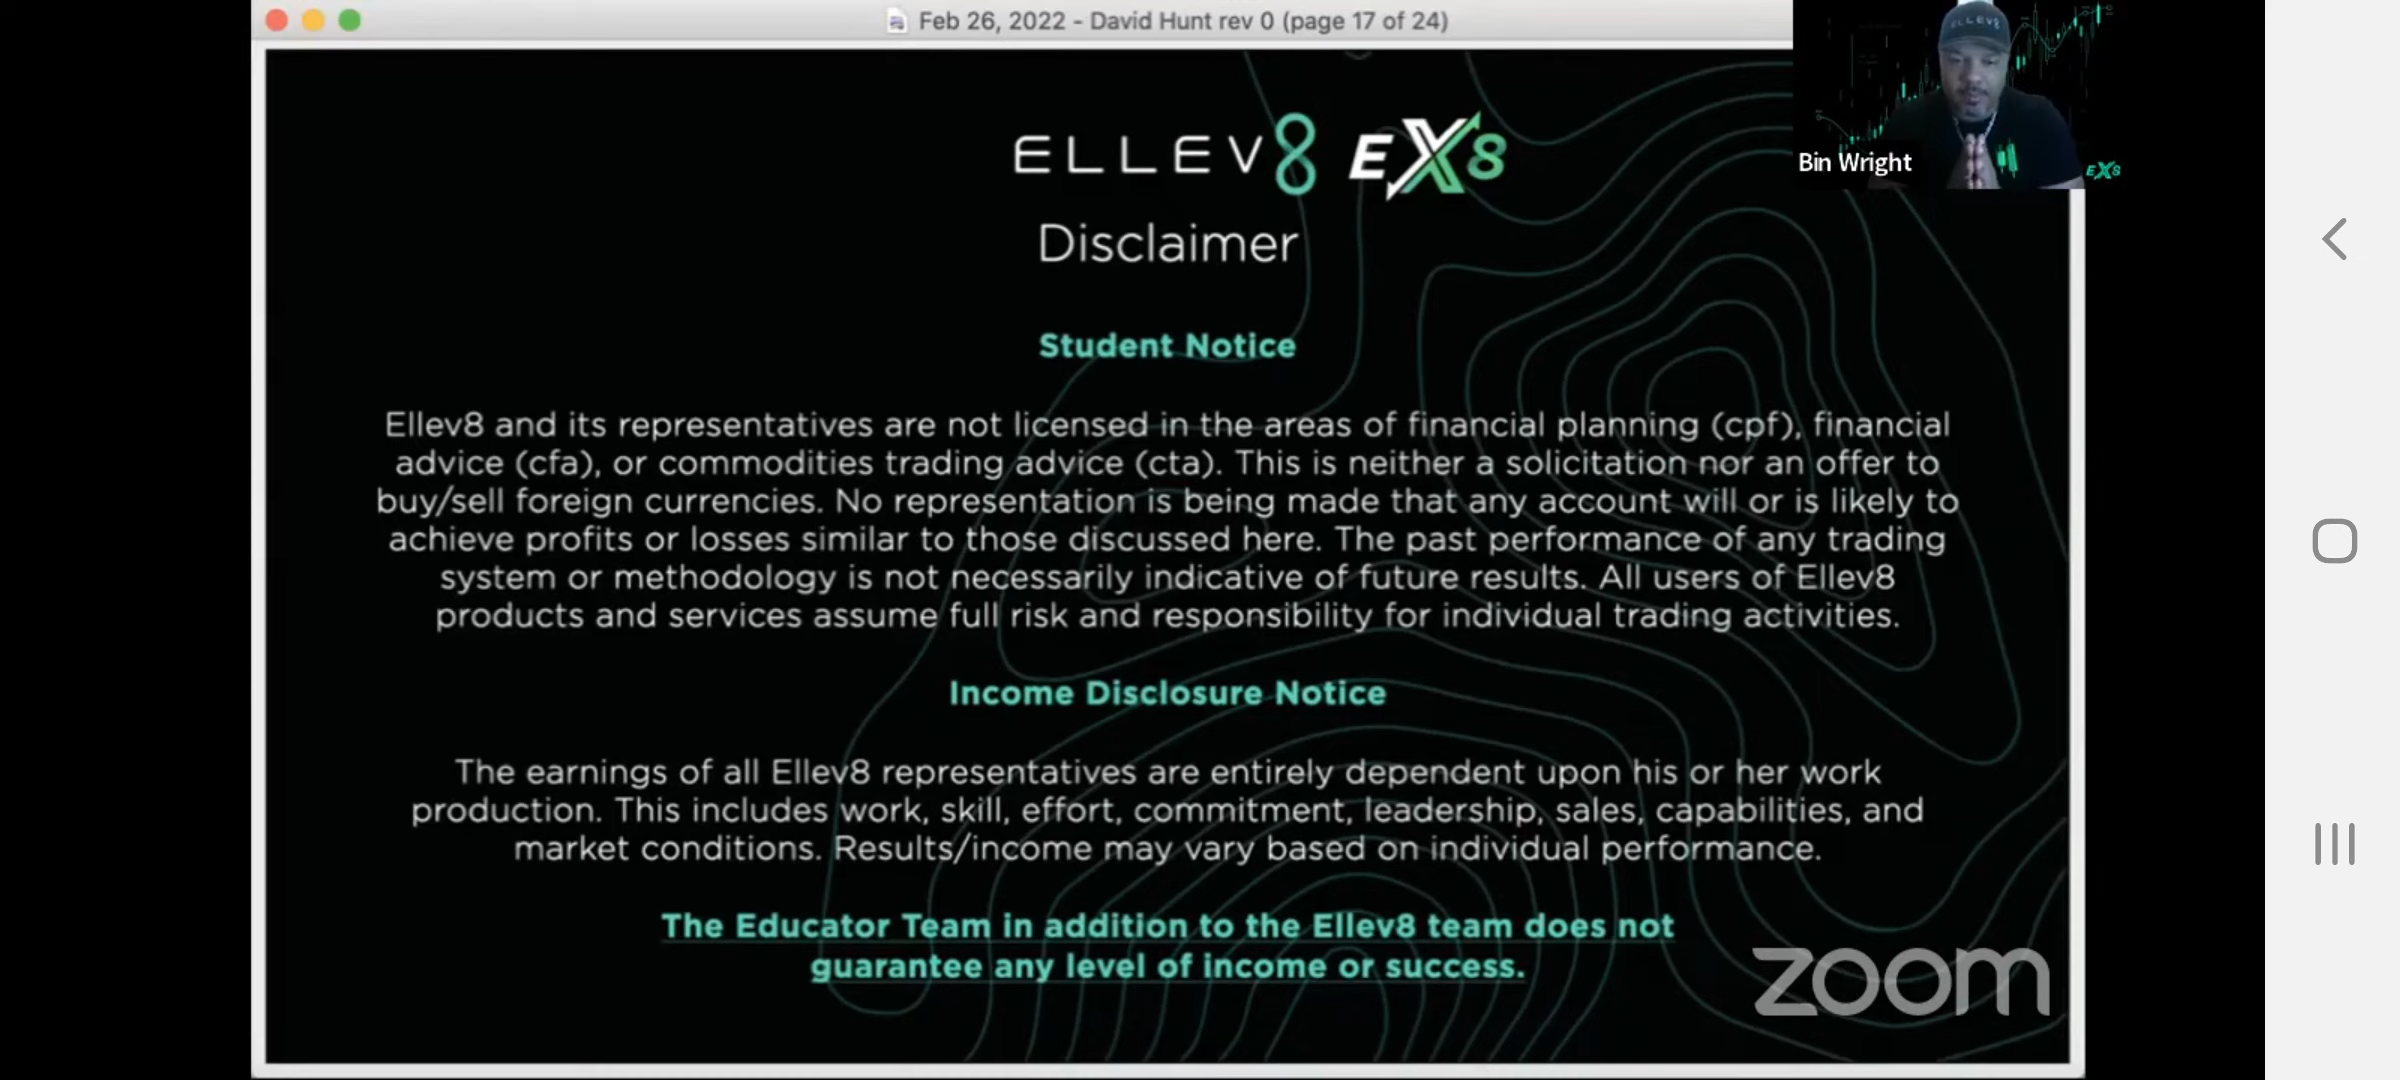 Feb 26, 2022 - David Hunt rev 0 (page 17 of 24)
ELLEV8
Bin Wright
EX8
ELLEV8 EX8
Disclaimer
Student Notice
Ellev8 and its representatives are not licensed in the areas of financial planning (cpf), financial
advice (cfa), or commodities trading advice (cta). This is neither a solicitation nor an offer to
buy/sell foreign currencies. No representation is being made that any account will or is likely to
achieve profits or losses similar to those discussed here. The past performance of any trading
system or methodology is not necessarily indicative of future results. All users of Ellev8
products and services assume full risk and responsibility for individual trading activities.
Income Disclosure Notice
The earnings of all Ellev8 representatives are entirely dependent upon his or her work
production. This includes work, skill, effort, commitment, leadership, sales, capabilities, and
market conditions. Results/income may vary based on individual performance.
The Educator Team in addition to the Ellev8 team does not
guarantee any level of income or success.
zoom